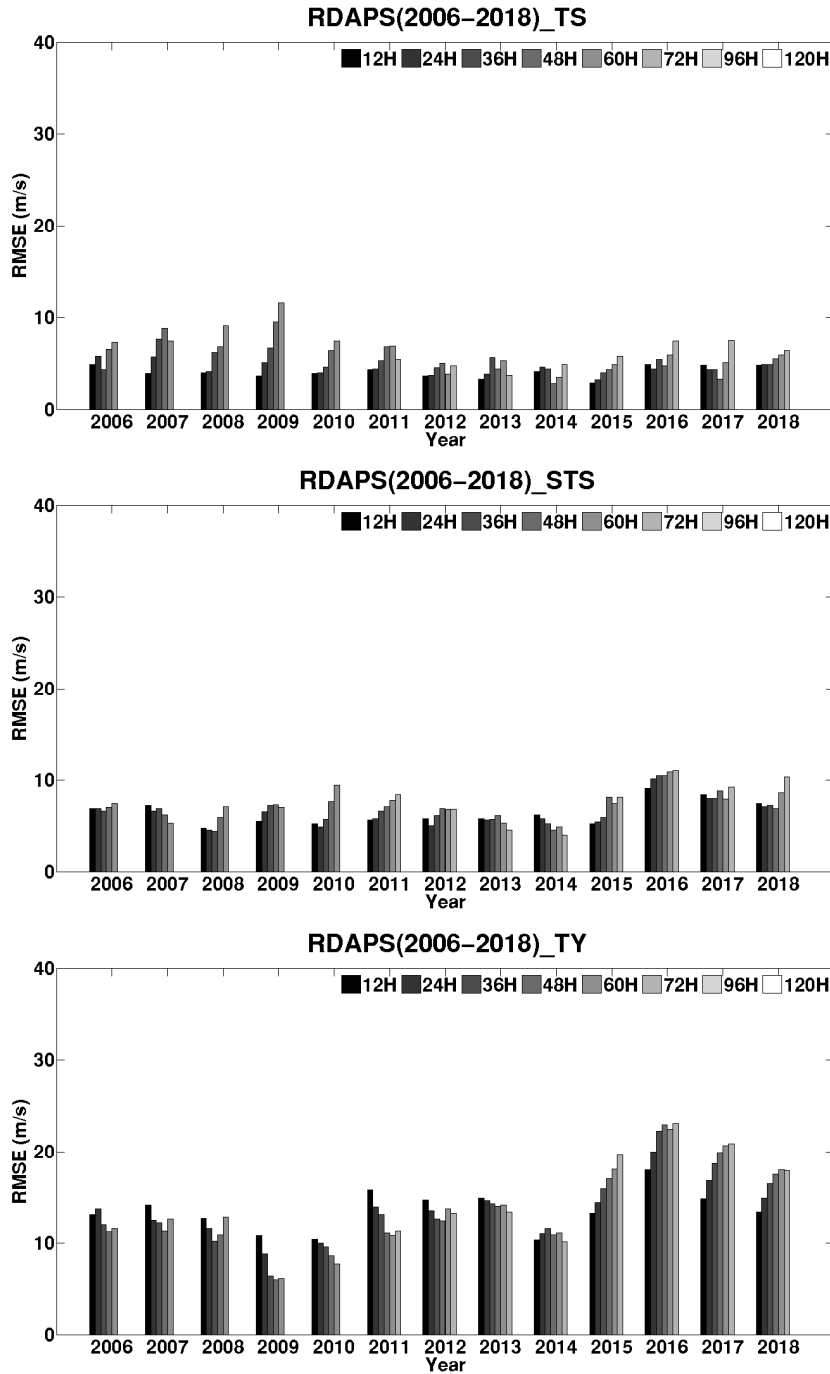 RDAPS(2006−2018)_TS
40
12H 24H 36H 48H 60H 72H 96H 120H
30
RMSE (m/s)
20
10
0
2006 2007 2008 2009 2010 2011 2012 2013 2014 2015 2016 2017 2018
Year
RDAPS(2006−2018)_STS
40
12H 24H 36H 48H 60H 72H 96H 120H
30
RMSE (m/s)
20
10
0
2006 2007 2008 2009 2010 2011 2012 2013 2014 2015 2016 2017 2018
Year
RDAPS(2006−2018)_TY
40
12H 24H 36H 48H 60H 72H 96H 120H
30
RMSE (m/s)
20
10
0
2006 2007 2008 2009 2010 2011 2012 2013 2014 2015 2016 2017 2018
Year